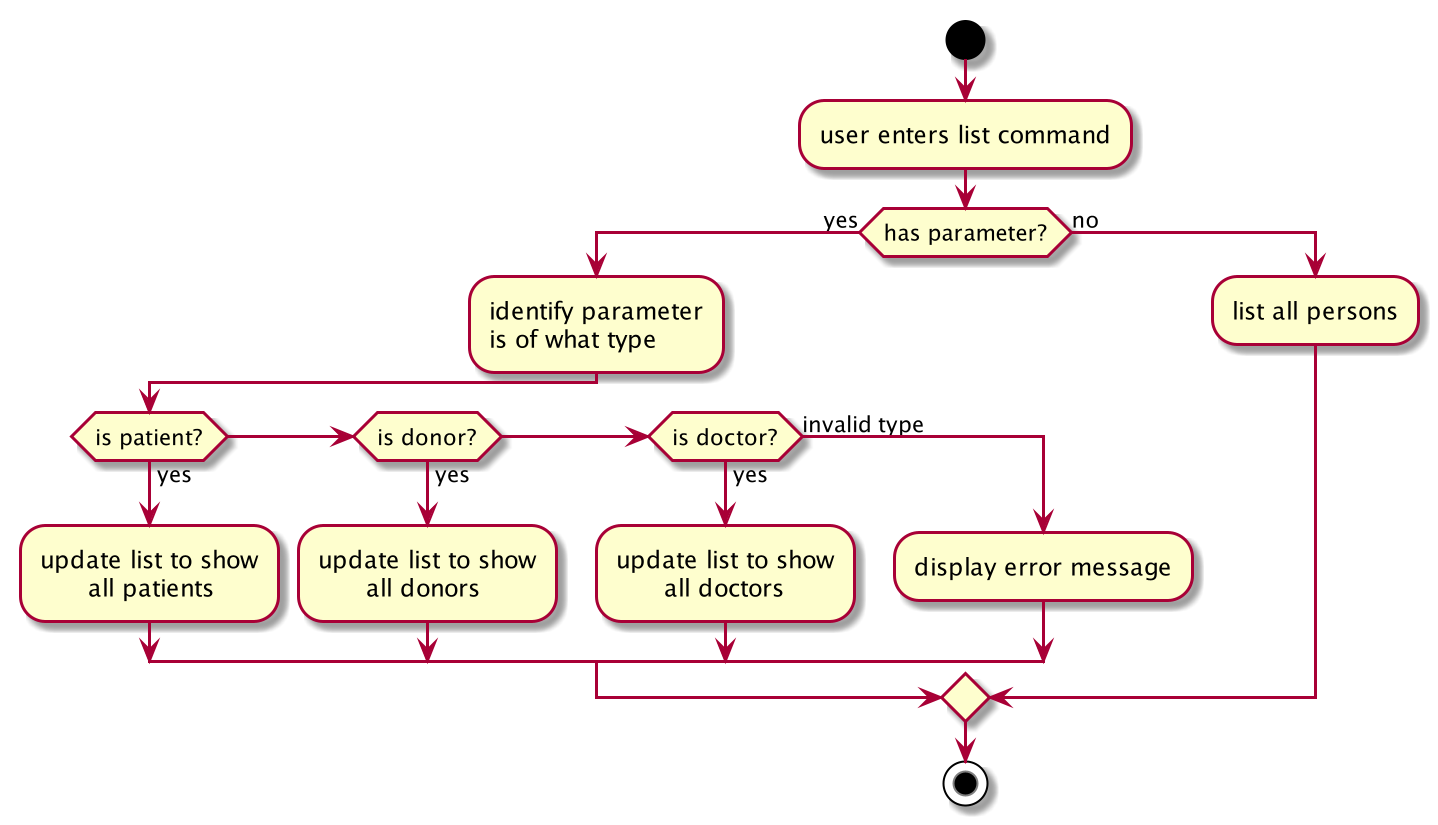 user enters list command
yes
has parameter?
no
identify parameter
is of what type
list all persons
is patient?
is donor?
is doctor?
invalid type
yes
yes
yes
update list to show
all patients
update list to show
all donors
update list to show
all doctors
display error message